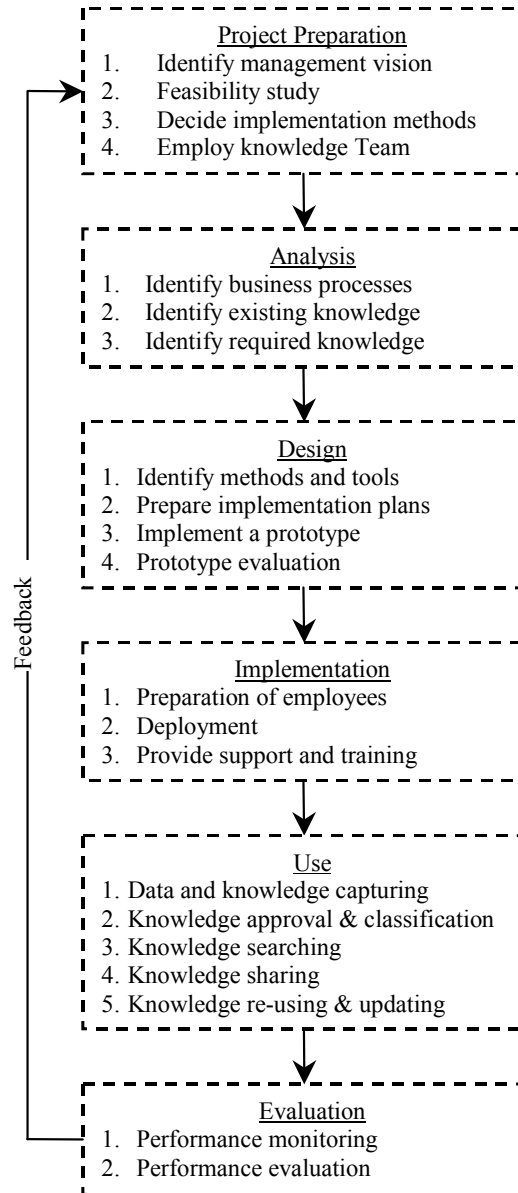 Project Preparation
1. Identify management vision
2. Feasibility study
3. Decide implementation methods
4. Employ knowledge Team
Analysis
1. Identify business processes
2. Identify existing knowledge
3. Identify required knowledge
Design
1. Identify methods and tools
2. Prepare implementation plans
3. Implement a prototype
4. Prototype evaluation
Implementation
1. Preparation of employees
2. Deployment
3. Provide support and training
Use
1. Data and knowledge capturing
2. Knowledge approval & classification
3. Knowledge searching
4. Knowledge sharing
5. Knowledge re-using & updating
Evaluation
1. Performance monitoring
2. Performance evaluation
Feedback